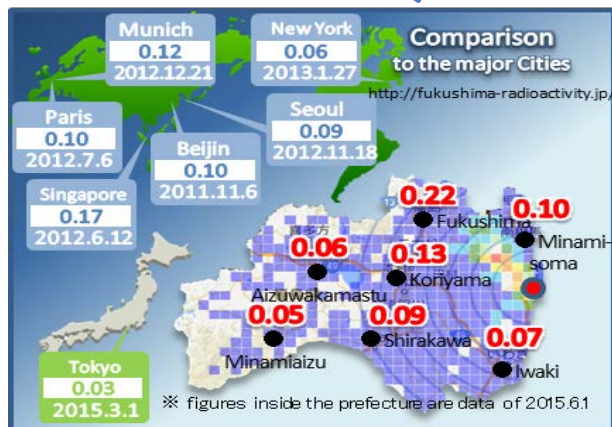 Comparison
to the major Cities
http://fukushima-radioactivity.jp/
Munich
0.12
2012.12.21
New York
0.06
2013.1.27
Paris
0.10
2012.7.6
Seoul
0.09
2012.11.18
Beijin
0.10
2011.11.6
Singapore
0.17
2012.6.12
Tokyo
0.03
2015.3.1
0.22
Fukushima
0.10
Minami-
soma
喜多方
0.06
Aizuwakamastu
0.13
Koriyama
0.05
Minamiaizu
0.09
Shirakawa
0.07
Iwaki
※ figures inside the prefecture are data of 2015.6.1